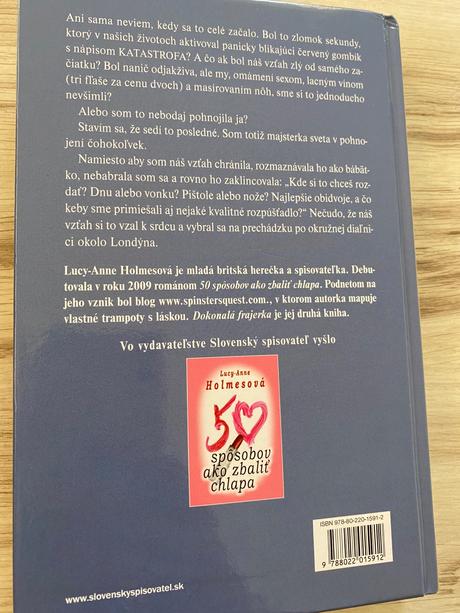 Ani sama neviem, kedy sa to celé začalo. Bol to zlomok sekundy,
ktorý v našich životoch aktivoval panicky blikajúci červený gombík
s nápisom KATASTROFA? A čo ak bol náš vzťah zlý od samého za-
čiatku? Bol nanič odjakživa, ale my, omámení sexom, lacným vínom
(tri fľaše za cenu dvoch) a masírovaním nôh, sme si to jednoducho
nevšimli?
Alebo som to nebodaj pohnojila ja?
Stavím sa, že sedí to posledné. Som totiž majsterka sveta v pohno-
jení čohokoľvek.
Namiesto aby som náš vzťah chránila, rozmaznávala ho ako bábät-
ko, nebabrala som sa a rovno ho zaklincovala: „Kde si to chceš roz-
dať? Dnu alebo vonku? Pištole alebo nože? Najlepšie obidvoje, a čo
keby sme primiešali aj nejaké kvalitné rozpúšťadlo?“ Nečudo, že náš
vzťah si to vzal k srdcu a vybral sa na prechádzku po okružnej diaľni-
ci okolo Londýna.
Lucy-Anne Holmesová je mladá britská herečka a spisovateľka. Debu-
tovala v roku 2009 románom 50 spôsobov ako zbaliť chlapa. Podnetom na
jeho vznik bol blog www.spinstersquest.com., v ktorom autorka mapuje
vlastné trampoty s láskou. Dokonalá frajerka je jej druhá kniha.
Vo vydavateľstve Slovenský spisovateľ vyšlo
Lucy-Anne
Holmesová
50
spôsobov
ako zbaliť
chlapa
ISBN 978-80-220-1591-2
9 788022 015912
www.slovenskyspisovatel.sk